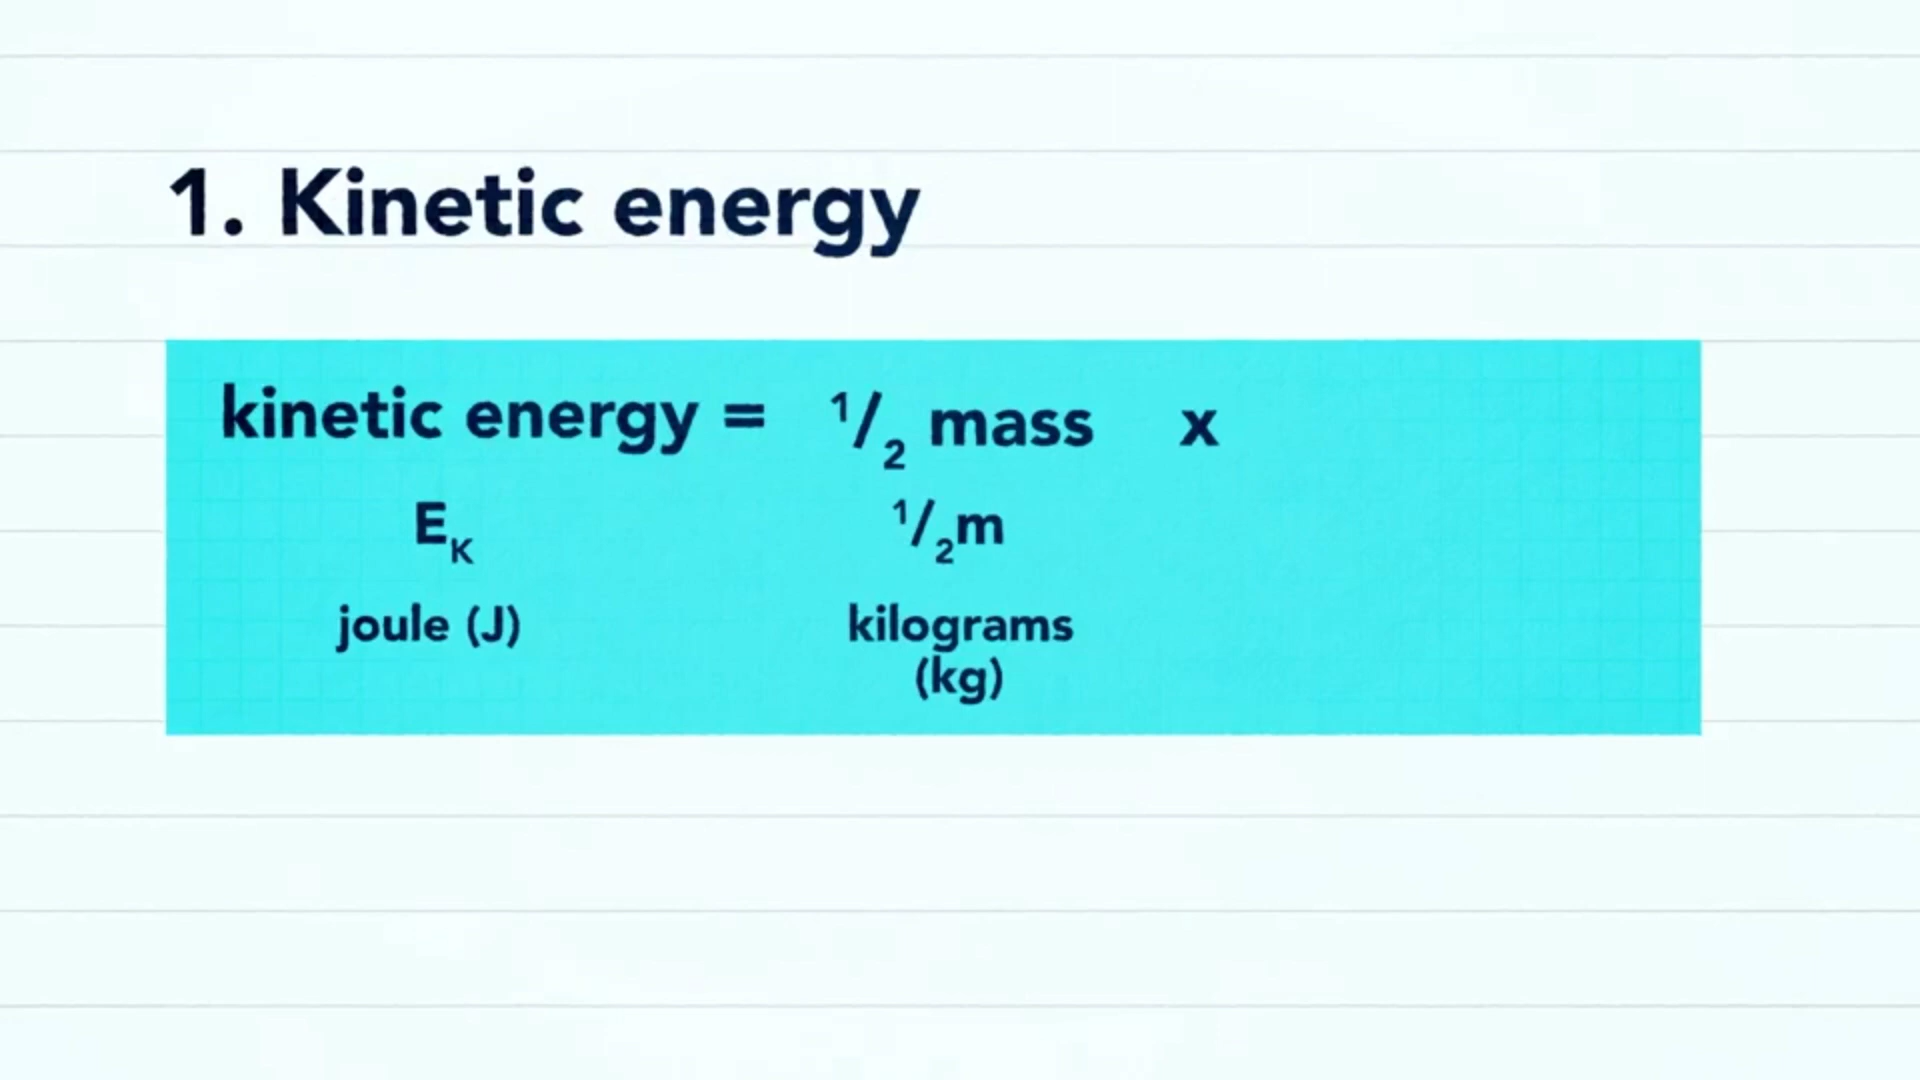 1. Kinetic energy
kinetic energy = 1/2 mass x
EK 1/2m
joule (J) kilograms
(kg)